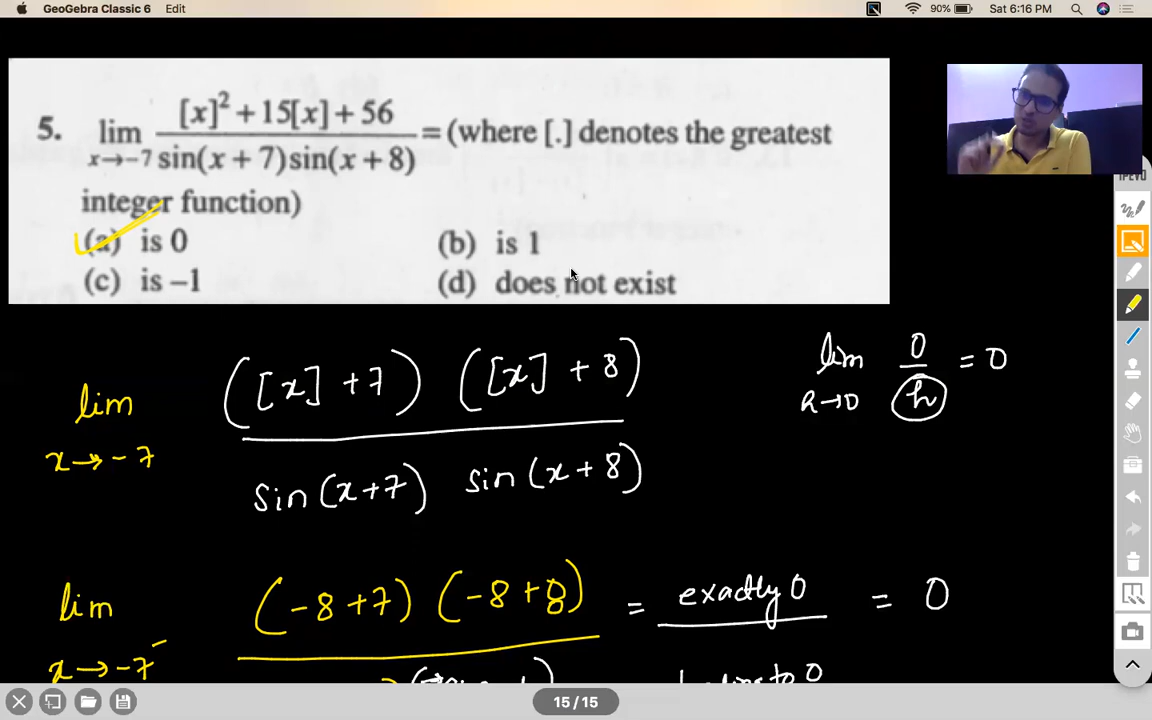 GeoGebra Classic 6 Edit 90% Sat 6:16 PM
5. lim x→−7 [x]² + 15[x] + 56 / sin(x + 7)sin(x + 8) = (where [.] denotes the greatest
integer function)
(a) is 0 (b) is 1
(c) is −1 (d) does not exist
IPEVO
lim x→−7 ([x] + 7) ([x] + 8) / sin(x+7) sin(x+8)
lim h→0 0/h = 0
lim x→−7⁻ (−8+7) (−8+8) = exactly 0 = 0
15 / 15